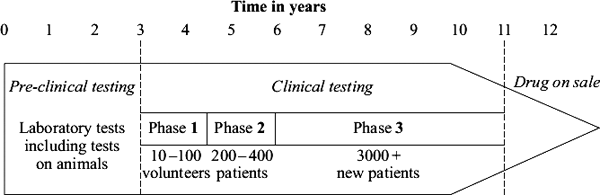 Time in years
0 1 2 3 4 5 6 7 8 9 10 11 12
Pre-clinical testing Clinical testing Drug on sale
Laboratory tests
including tests
on animals
Phase 1 Phase 2 Phase 3
10–100
volunteers
200–400
patients
3000+
new patients